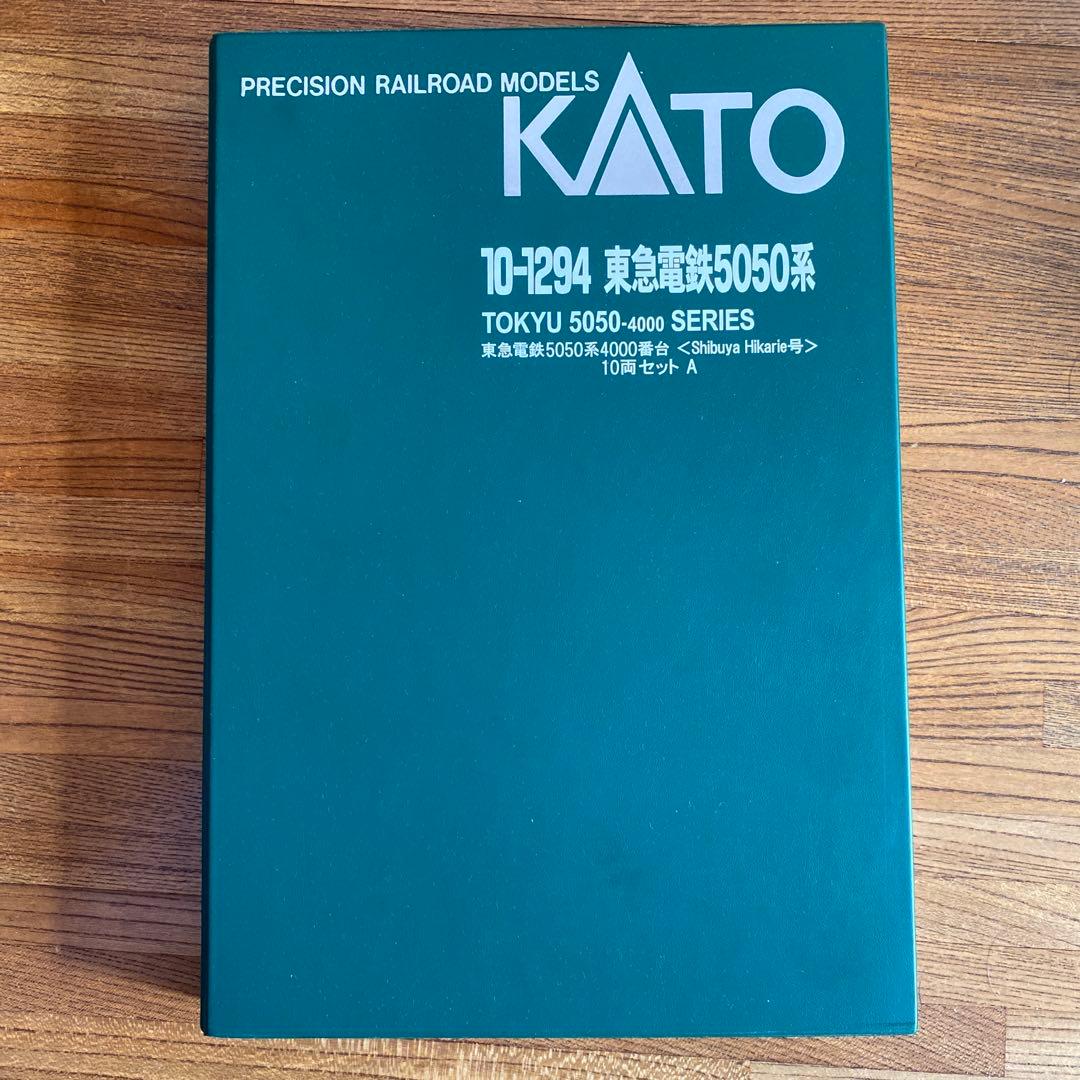 PRECISION RAILROAD MODELS
KATO
10-1294 東急電鉄5050系
TOKYU 5050-4000 SERIES
東急電鉄5050系4000番台 <Shibuya Hikarie号>
10両セット A